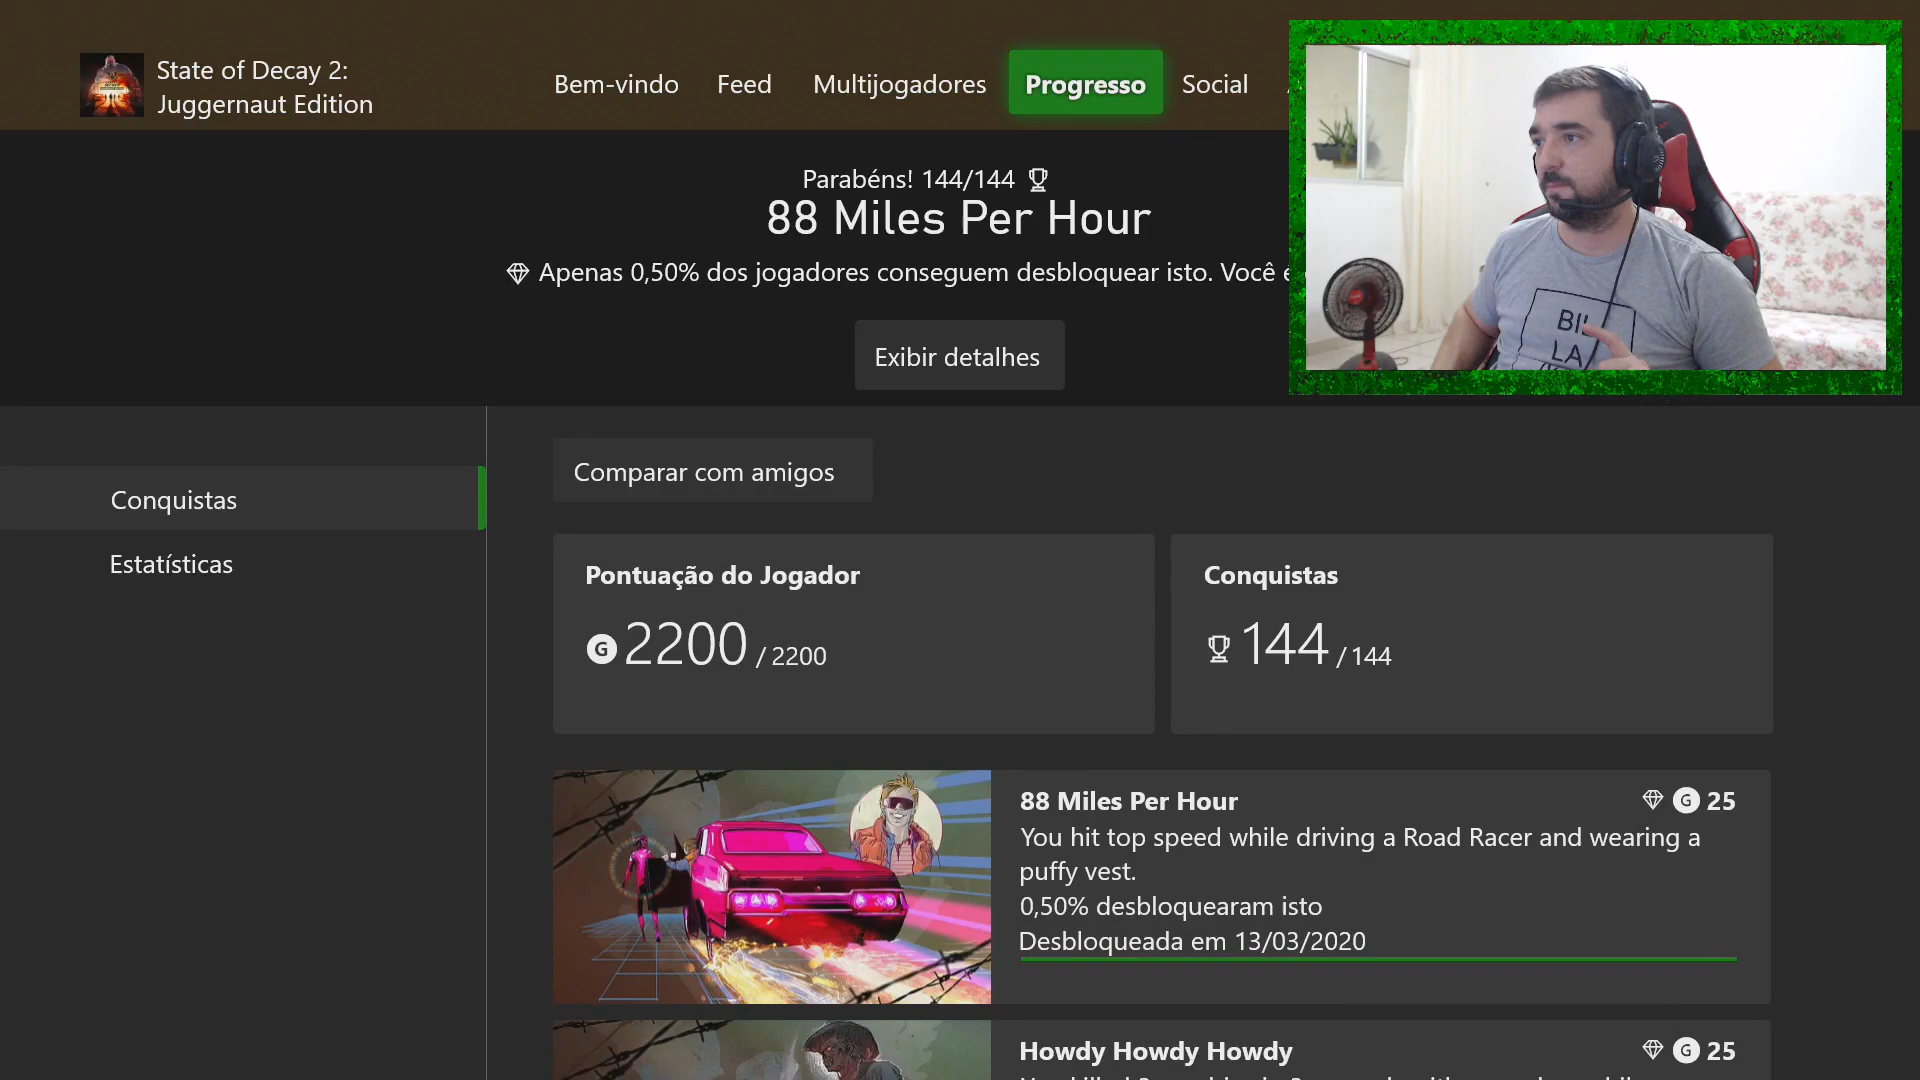 State of Decay 2:
Juggernaut Edition
Bem-vindo
Feed
Multijogadores
Progresso
Social
Parabéns! 144/144
88 Miles Per Hour
Apenas 0,50% dos jogadores conseguem desbloquear isto. Você
Exibir detalhes
BIL
LA
Conquistas
Estatísticas
Comparar com amigos
Pontuação do Jogador
G 2200 / 2200
Conquistas
144 / 144
88 Miles Per Hour
G 25
You hit top speed while driving a Road Racer and wearing a
puffy vest.
0,50% desbloquearam isto
Desbloqueada em 13/03/2020
Howdy Howdy Howdy
G 25